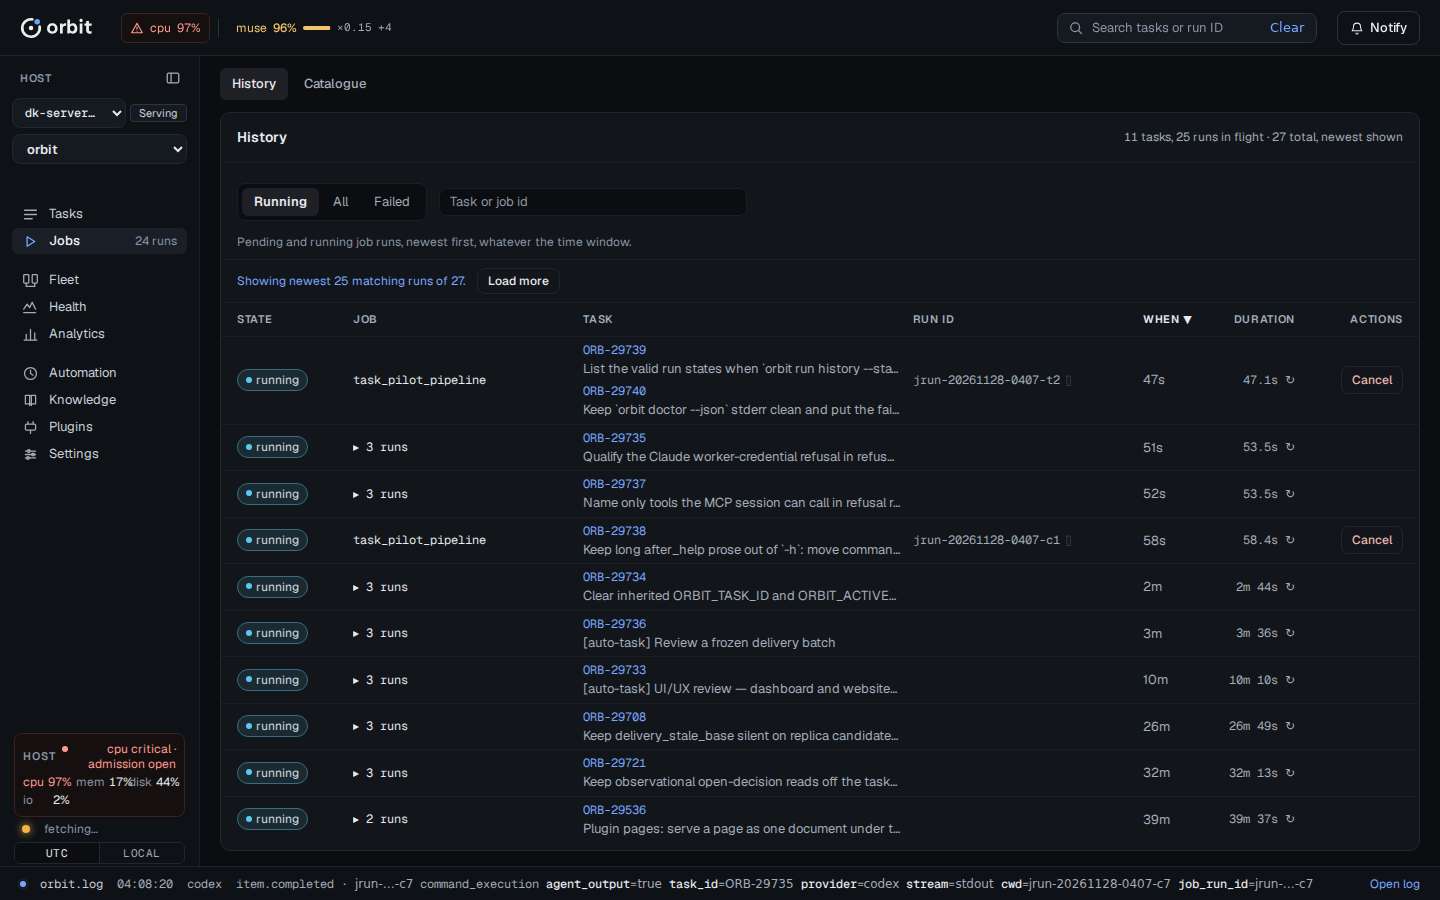 orbit
cpu 97%
muse 96% ×0.15 +4
Search tasks or run ID
Clear
Notify
HOST
dk-server...
Serving
orbit
Tasks
Jobs 24 runs
Fleet
Health
Analytics
Automation
Knowledge
Plugins
Settings
HOST cpu critical · admission open
cpu 97% mem 17% disk 44%
io 2%
fetching...
UTC LOCAL
History Catalogue
History
11 tasks, 25 runs in flight · 27 total, newest shown
Running All Failed
Task or job id
Pending and running job runs, newest first, whatever the time window.
Showing newest 25 matching runs of 27. Load more
STATE JOB TASK RUN ID WHEN ▼ DURATION ACTIONS
ORB-29739
List the valid run states when `orbit run history --sta...
running task_pilot_pipeline jrun-20261128-0407-t2 47s 47.1s ↻ Cancel
ORB-29740
Keep `orbit doctor --json` stderr clean and put the fai...
ORB-29735
running ▸ 3 runs 51s 53.5s ↻
Qualify the Claude worker-credential refusal in refus...
ORB-29737
running ▸ 3 runs 52s 53.5s ↻
Name only tools the MCP session can call in refusal r...
ORB-29738
running task_pilot_pipeline jrun-20261128-0407-c1 58s 58.4s ↻ Cancel
Keep long after_help prose out of `-h`: move comman...
ORB-29734
running ▸ 3 runs 2m 2m 44s ↻
Clear inherited ORBIT_TASK_ID and ORBIT_ACTIVE...
ORB-29736
running ▸ 3 runs 3m 3m 36s ↻
[auto-task] Review a frozen delivery batch
ORB-29733
running ▸ 3 runs 10m 10m 10s ↻
[auto-task] UI/UX review — dashboard and website...
ORB-29708
running ▸ 3 runs 26m 26m 49s ↻
Keep delivery_stale_base silent on replica candidate...
ORB-29721
running ▸ 3 runs 32m 32m 13s ↻
Keep observational open-decision reads off the task...
ORB-29536
running ▸ 2 runs 39m 39m 37s ↻
Plugin pages: serve a page as one document under t...
orbit.log 04:08:20 codex item.completed · jrun-...-c7 command_execution agent_output=true task_id=ORB-29735 provider=codex stream=stdout cwd=jrun-20261128-0407-c7 job_run_id=jrun-...-c7 Open log